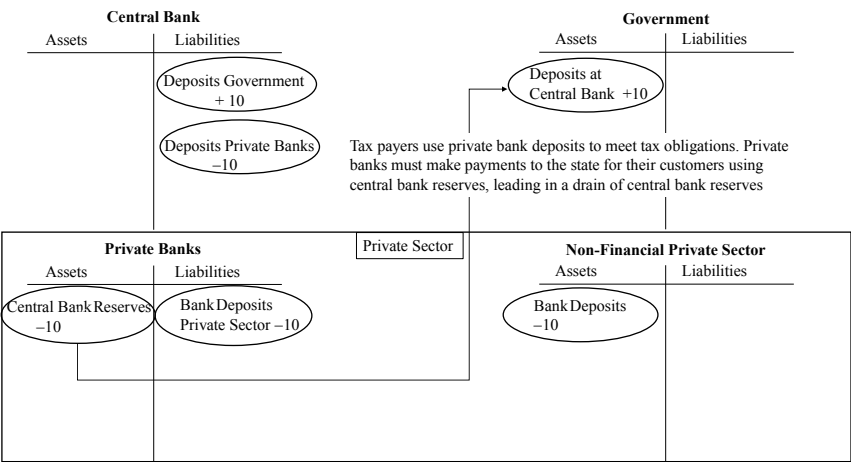 Central Bank
Assets
Liabilities
Deposits Government
+ 10
Deposits Private Banks
–10
Government
Assets
Liabilities
Deposits at
Central Bank +10
Tax payers use private bank deposits to meet tax obligations. Private
banks must make payments to the state for their customers using
central bank reserves, leading in a drain of central bank reserves
Private Sector
Private Banks
Assets
Liabilities
Central Bank Reserves
–10
Bank Deposits
Private Sector –10
Non-Financial Private Sector
Assets
Liabilities
Bank Deposits
–10